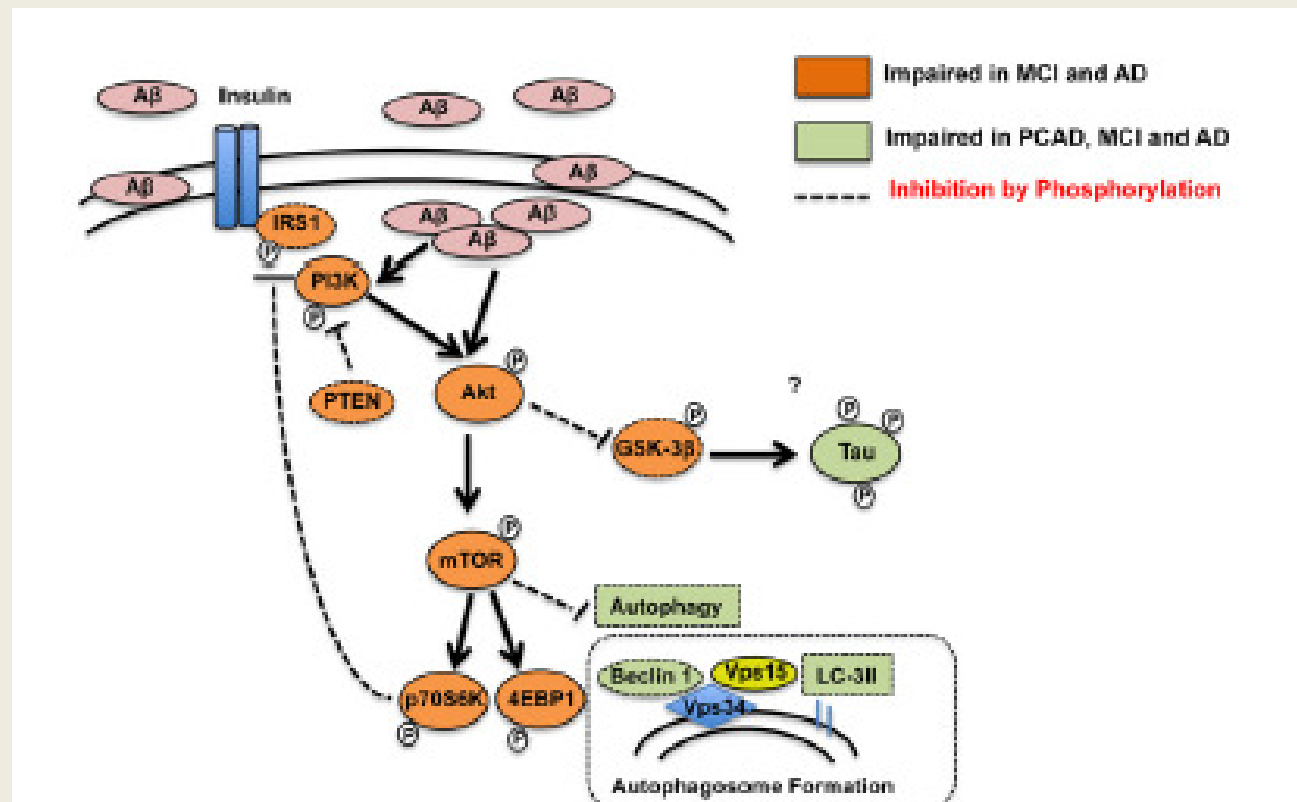 Impaired in MCI and AD
Impaired in PCAD, MCI and AD
Inhibition by Phosphorylation
Aβ
Insulin
Aβ
Aβ
Aβ
Aβ
IRS1
P
Aβ
Aβ
Aβ
PI3K
P
PTEN
Akt
P
GSK-3β
P
?
Tau
P
P
P
mTOR
P
Autophagy
p70S6K
P
4EBP1
P
Beclin 1
Vps15
LC-3II
Vps34
Autophagosome Formation